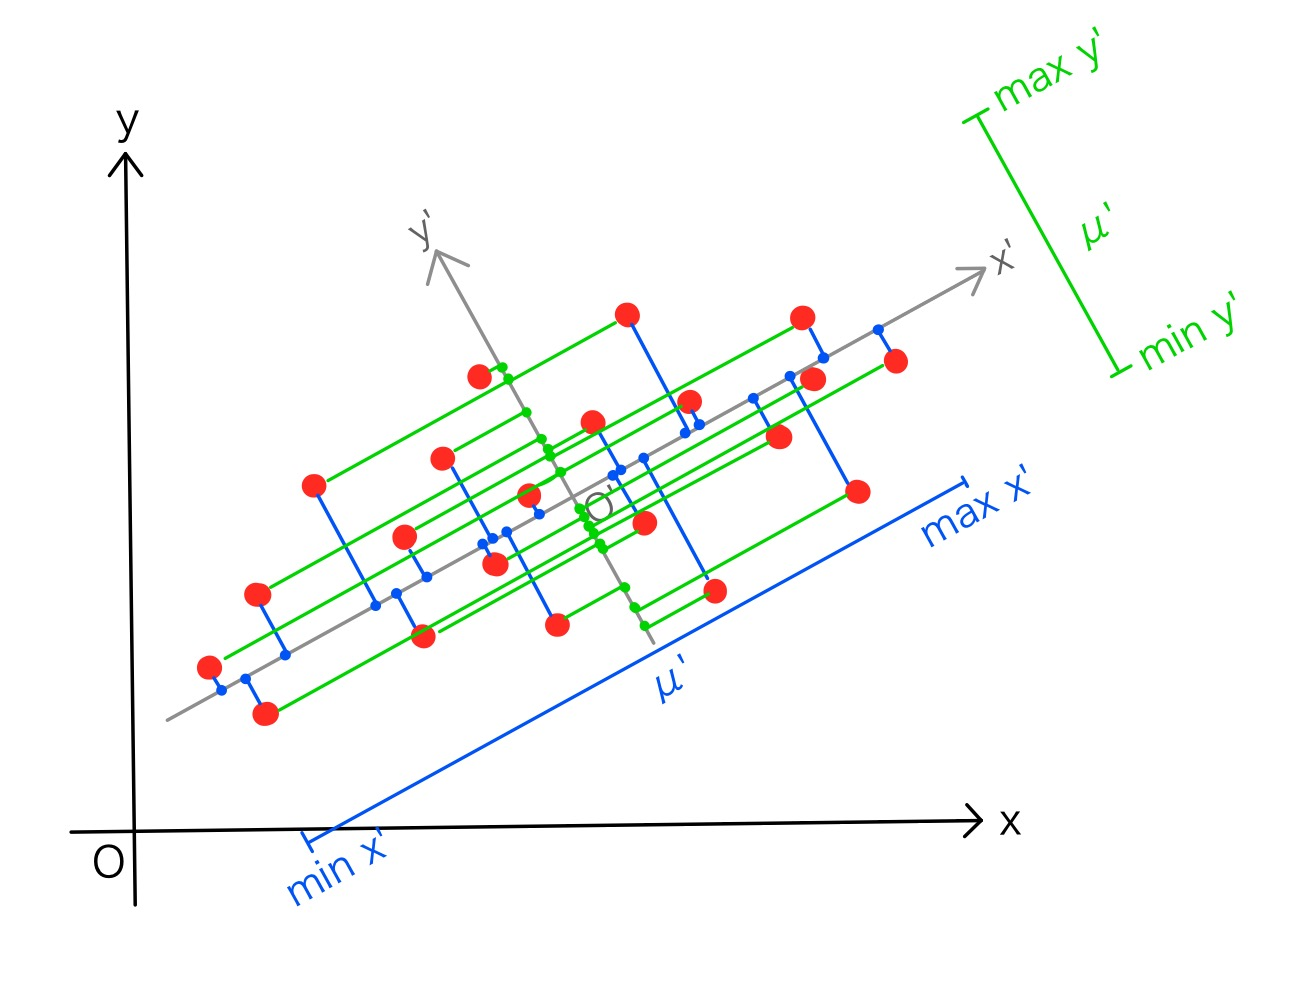 max y'
y
μ'
y'
x'
min y'
O'
max x'
μ'
x
O
min x'